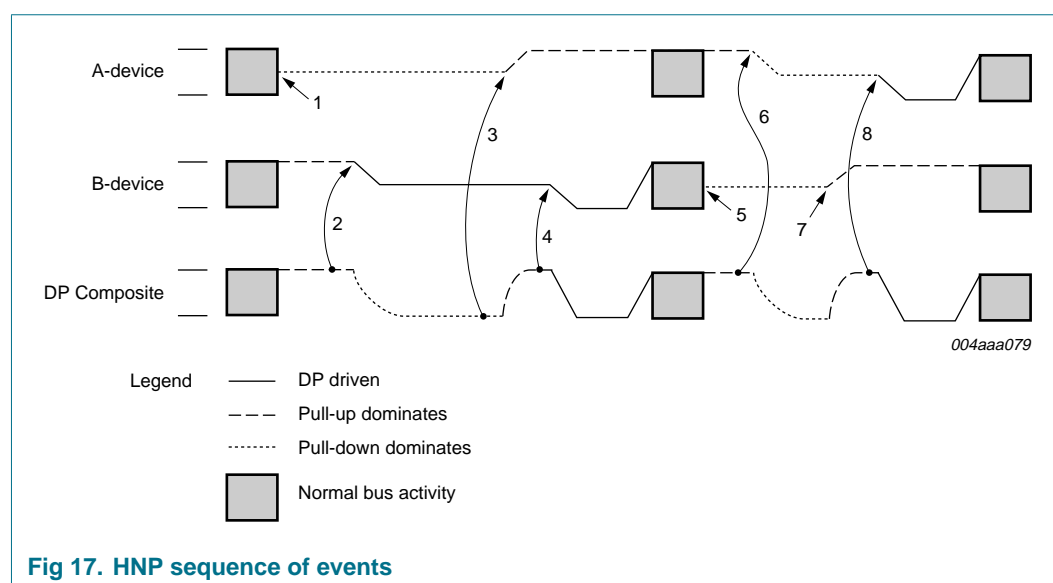 A-device
1
3
6
8
B-device
2
4
5
7
DP Composite
004aaa079
Legend
DP driven
Pull-up dominates
Pull-down dominates
Normal bus activity
Fig 17. HNP sequence of events